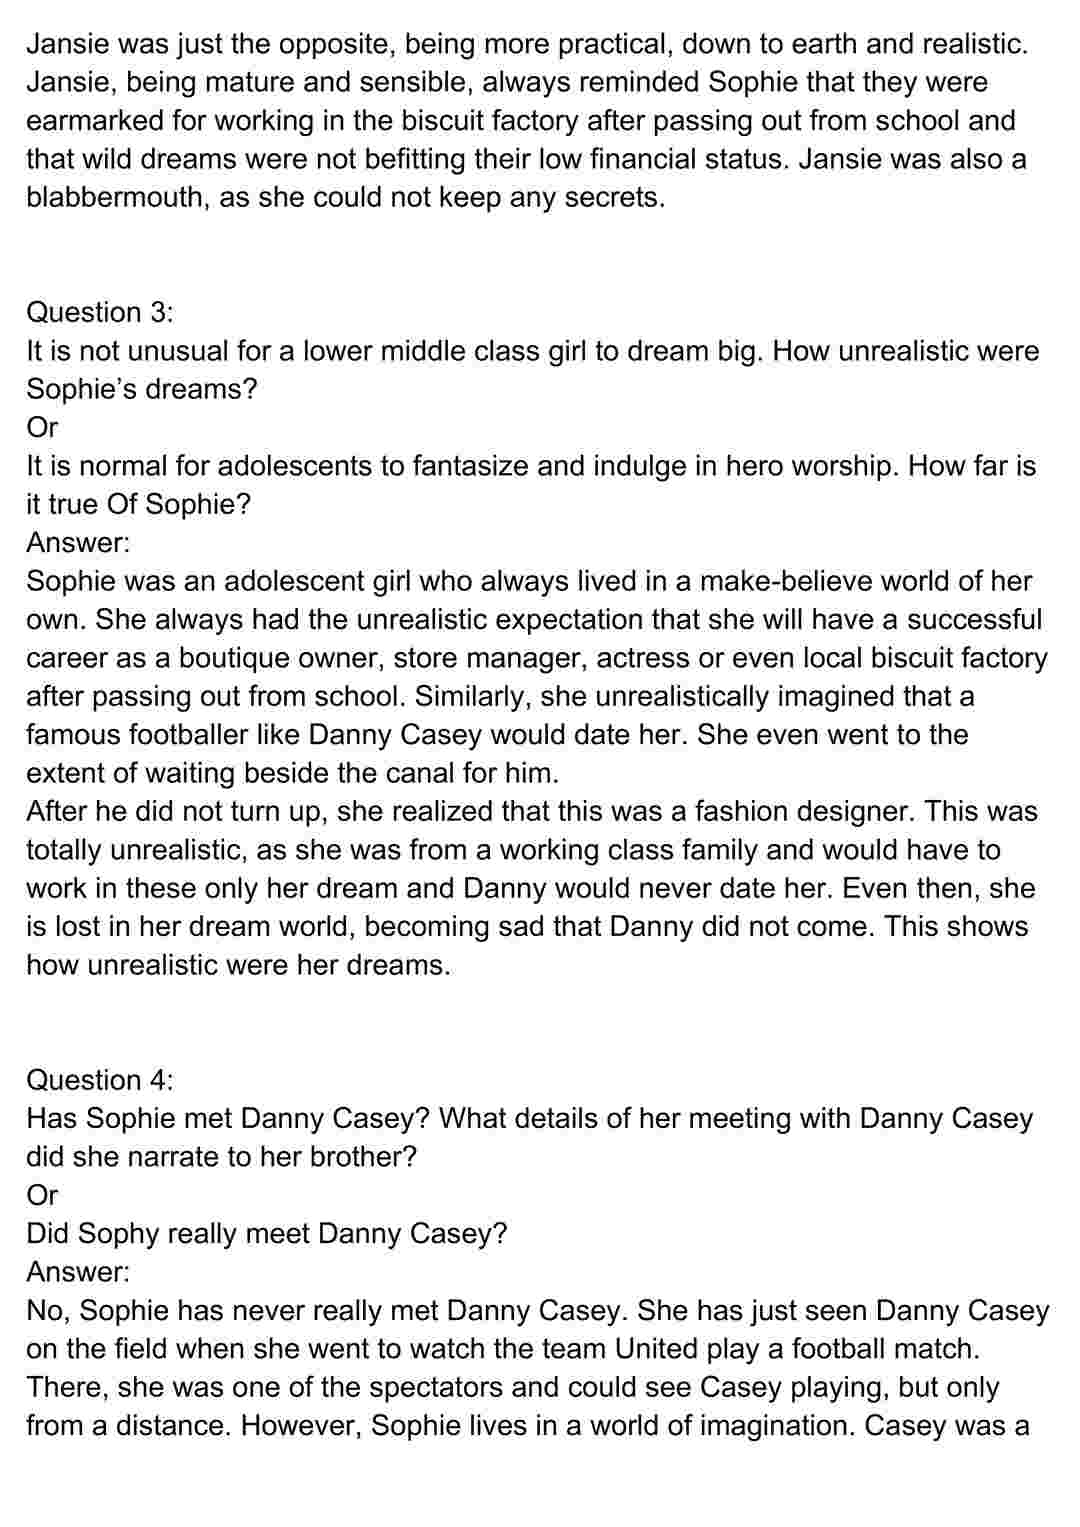 Jansie was just the opposite, being more practical, down to earth and realistic.
Jansie, being mature and sensible, always reminded Sophie that they were
earmarked for working in the biscuit factory after passing out from school and
that wild dreams were not befitting their low financial status. Jansie was also a
blabbermouth, as she could not keep any secrets.
Question 3:
It is not unusual for a lower middle class girl to dream big. How unrealistic were
Sophie’s dreams?
Or
It is normal for adolescents to fantasize and indulge in hero worship. How far is
it true Of Sophie?
Answer:
Sophie was an adolescent girl who always lived in a make-believe world of her
own. She always had the unrealistic expectation that she will have a successful
career as a boutique owner, store manager, actress or even local biscuit factory
after passing out from school. Similarly, she unrealistically imagined that a
famous footballer like Danny Casey would date her. She even went to the
extent of waiting beside the canal for him.
After he did not turn up, she realized that this was a fashion designer. This was
totally unrealistic, as she was from a working class family and would have to
work in these only her dream and Danny would never date her. Even then, she
is lost in her dream world, becoming sad that Danny did not come. This shows
how unrealistic were her dreams.
Question 4:
Has Sophie met Danny Casey? What details of her meeting with Danny Casey
did she narrate to her brother?
Or
Did Sophy really meet Danny Casey?
Answer:
No, Sophie has never really met Danny Casey. She has just seen Danny Casey
on the field when she went to watch the team United play a football match.
There, she was one of the spectators and could see Casey playing, but only
from a distance. However, Sophie lives in a world of imagination. Casey was a